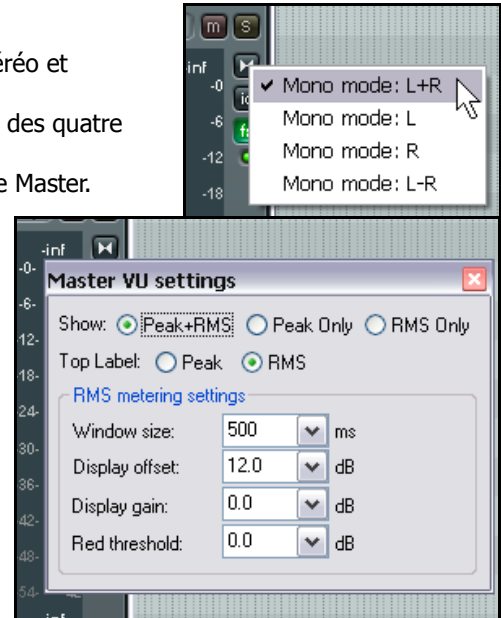 éréo et
des quatre
e Master.
m S
inf
-0
-6
-12
-18
✓ Mono mode: L+R
Mono mode: L
Mono mode: R
Mono mode: L-R
-inf
-0-
-6-
-12-
-18-
-24-
-30-
-36-
-42-
-48-
-54-
Master VU settings
Show: Peak+RMS Peak Only RMS Only
Top Label: Peak RMS
RMS metering settings
Window size: 500 ms
Display offset: 12.0 dB
Display gain: 0.0 dB
Red threshold: 0.0 dB